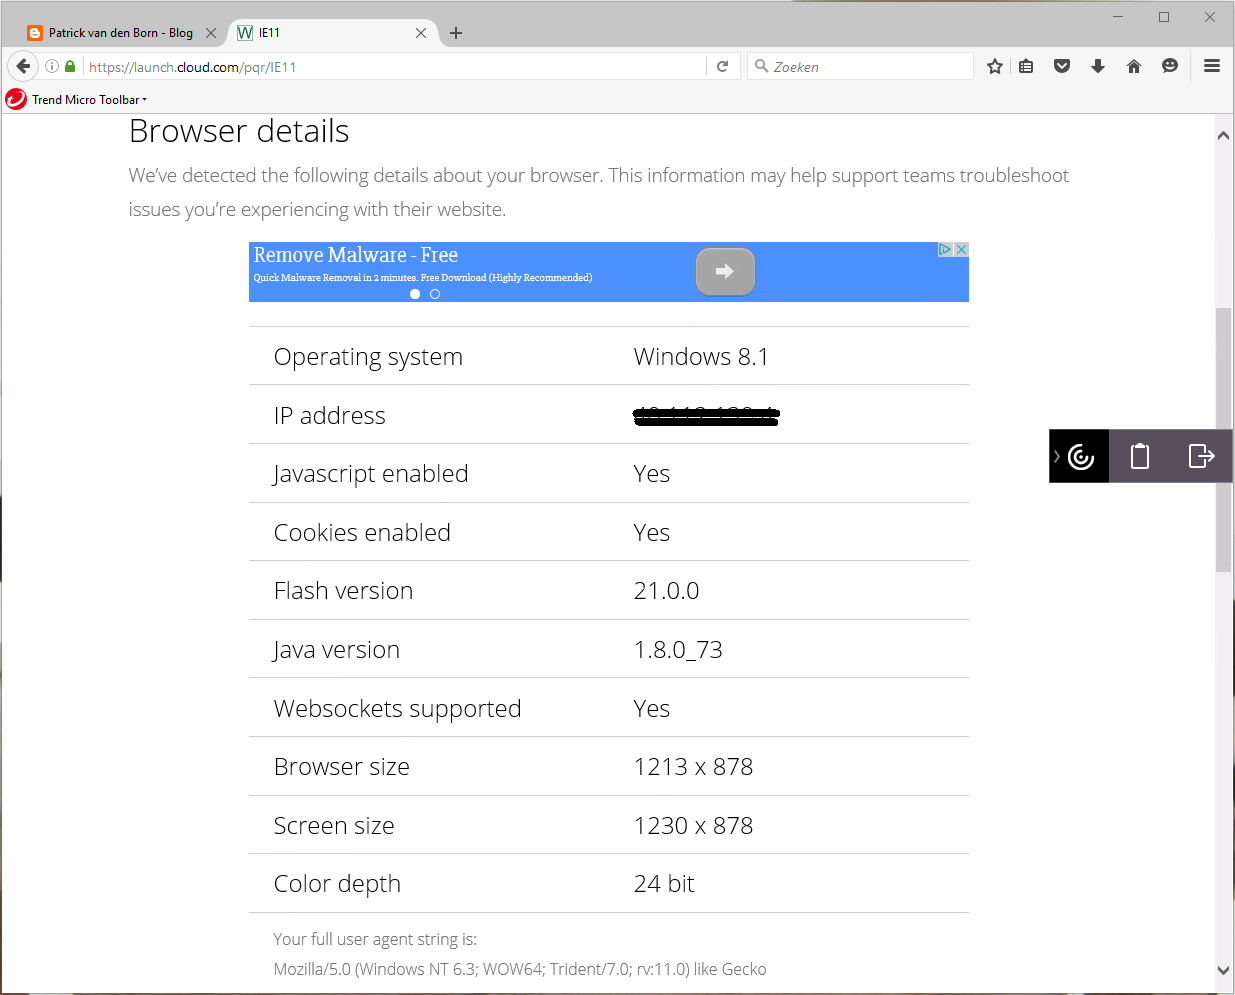 Patrick van den Born - Blog
IE11
https://launch.cloud.com/pqr/IE11
Zoeken
Trend Micro Toolbar
Browser details
We've detected the following details about your browser. This information may help support teams troubleshoot
issues you're experiencing with their website.
Remove Malware - Free
Quick Malware Removal in 2 minutes. Free Download (Highly Recommended)
Operating system Windows 8.1
IP address
Javascript enabled Yes
Cookies enabled Yes
Flash version 21.0.0
Java version 1.8.0_73
Websockets supported Yes
Browser size 1213 x 878
Screen size 1230 x 878
Color depth 24 bit
Your full user agent string is:
Mozilla/5.0 (Windows NT 6.3; WOW64; Trident/7.0; rv:11.0) like Gecko